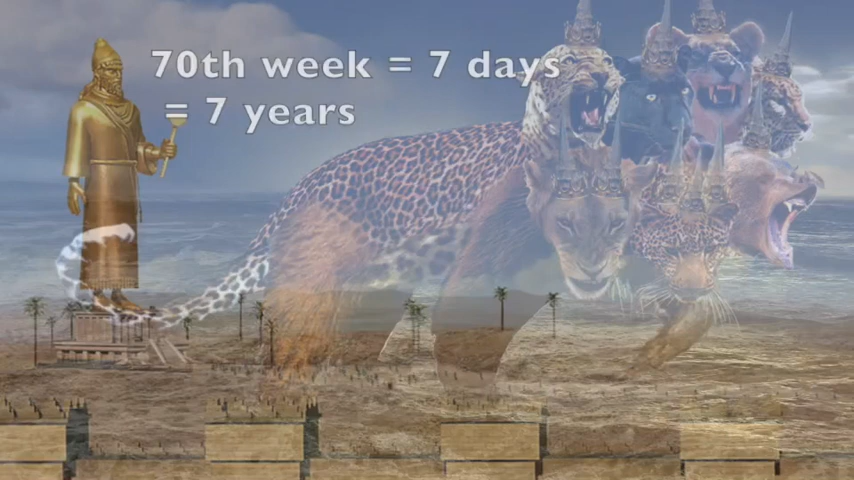 70th week = 7 days
= 7 years